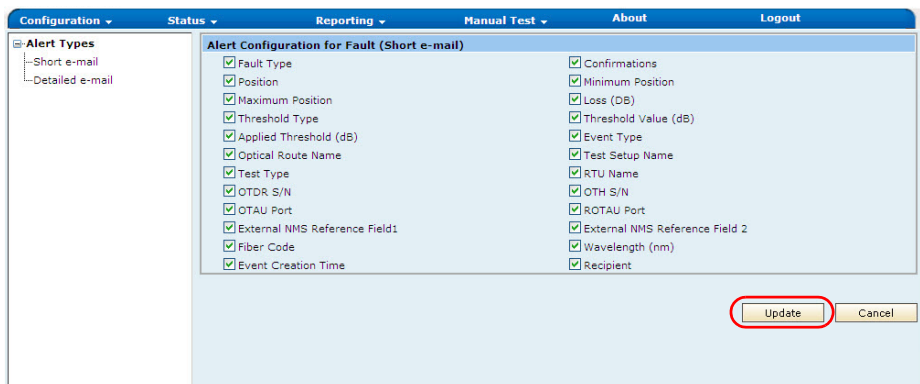 Configuration Status Reporting Manual Test About Logout
Alert Types
Short e-mail
Detailed e-mail
Alert Configuration for Fault (Short e-mail)
Fault Type Confirmations
Position Minimum Position
Maximum Position Loss (DB)
Threshold Type Threshold Value (dB)
Applied Threshold (dB) Event Type
Optical Route Name Test Setup Name
Test Type RTU Name
OTDR S/N OTH S/N
OTAU Port ROTAU Port
External NMS Reference Field1 External NMS Reference Field 2
Fiber Code Wavelength (nm)
Event Creation Time Recipient
Update Cancel